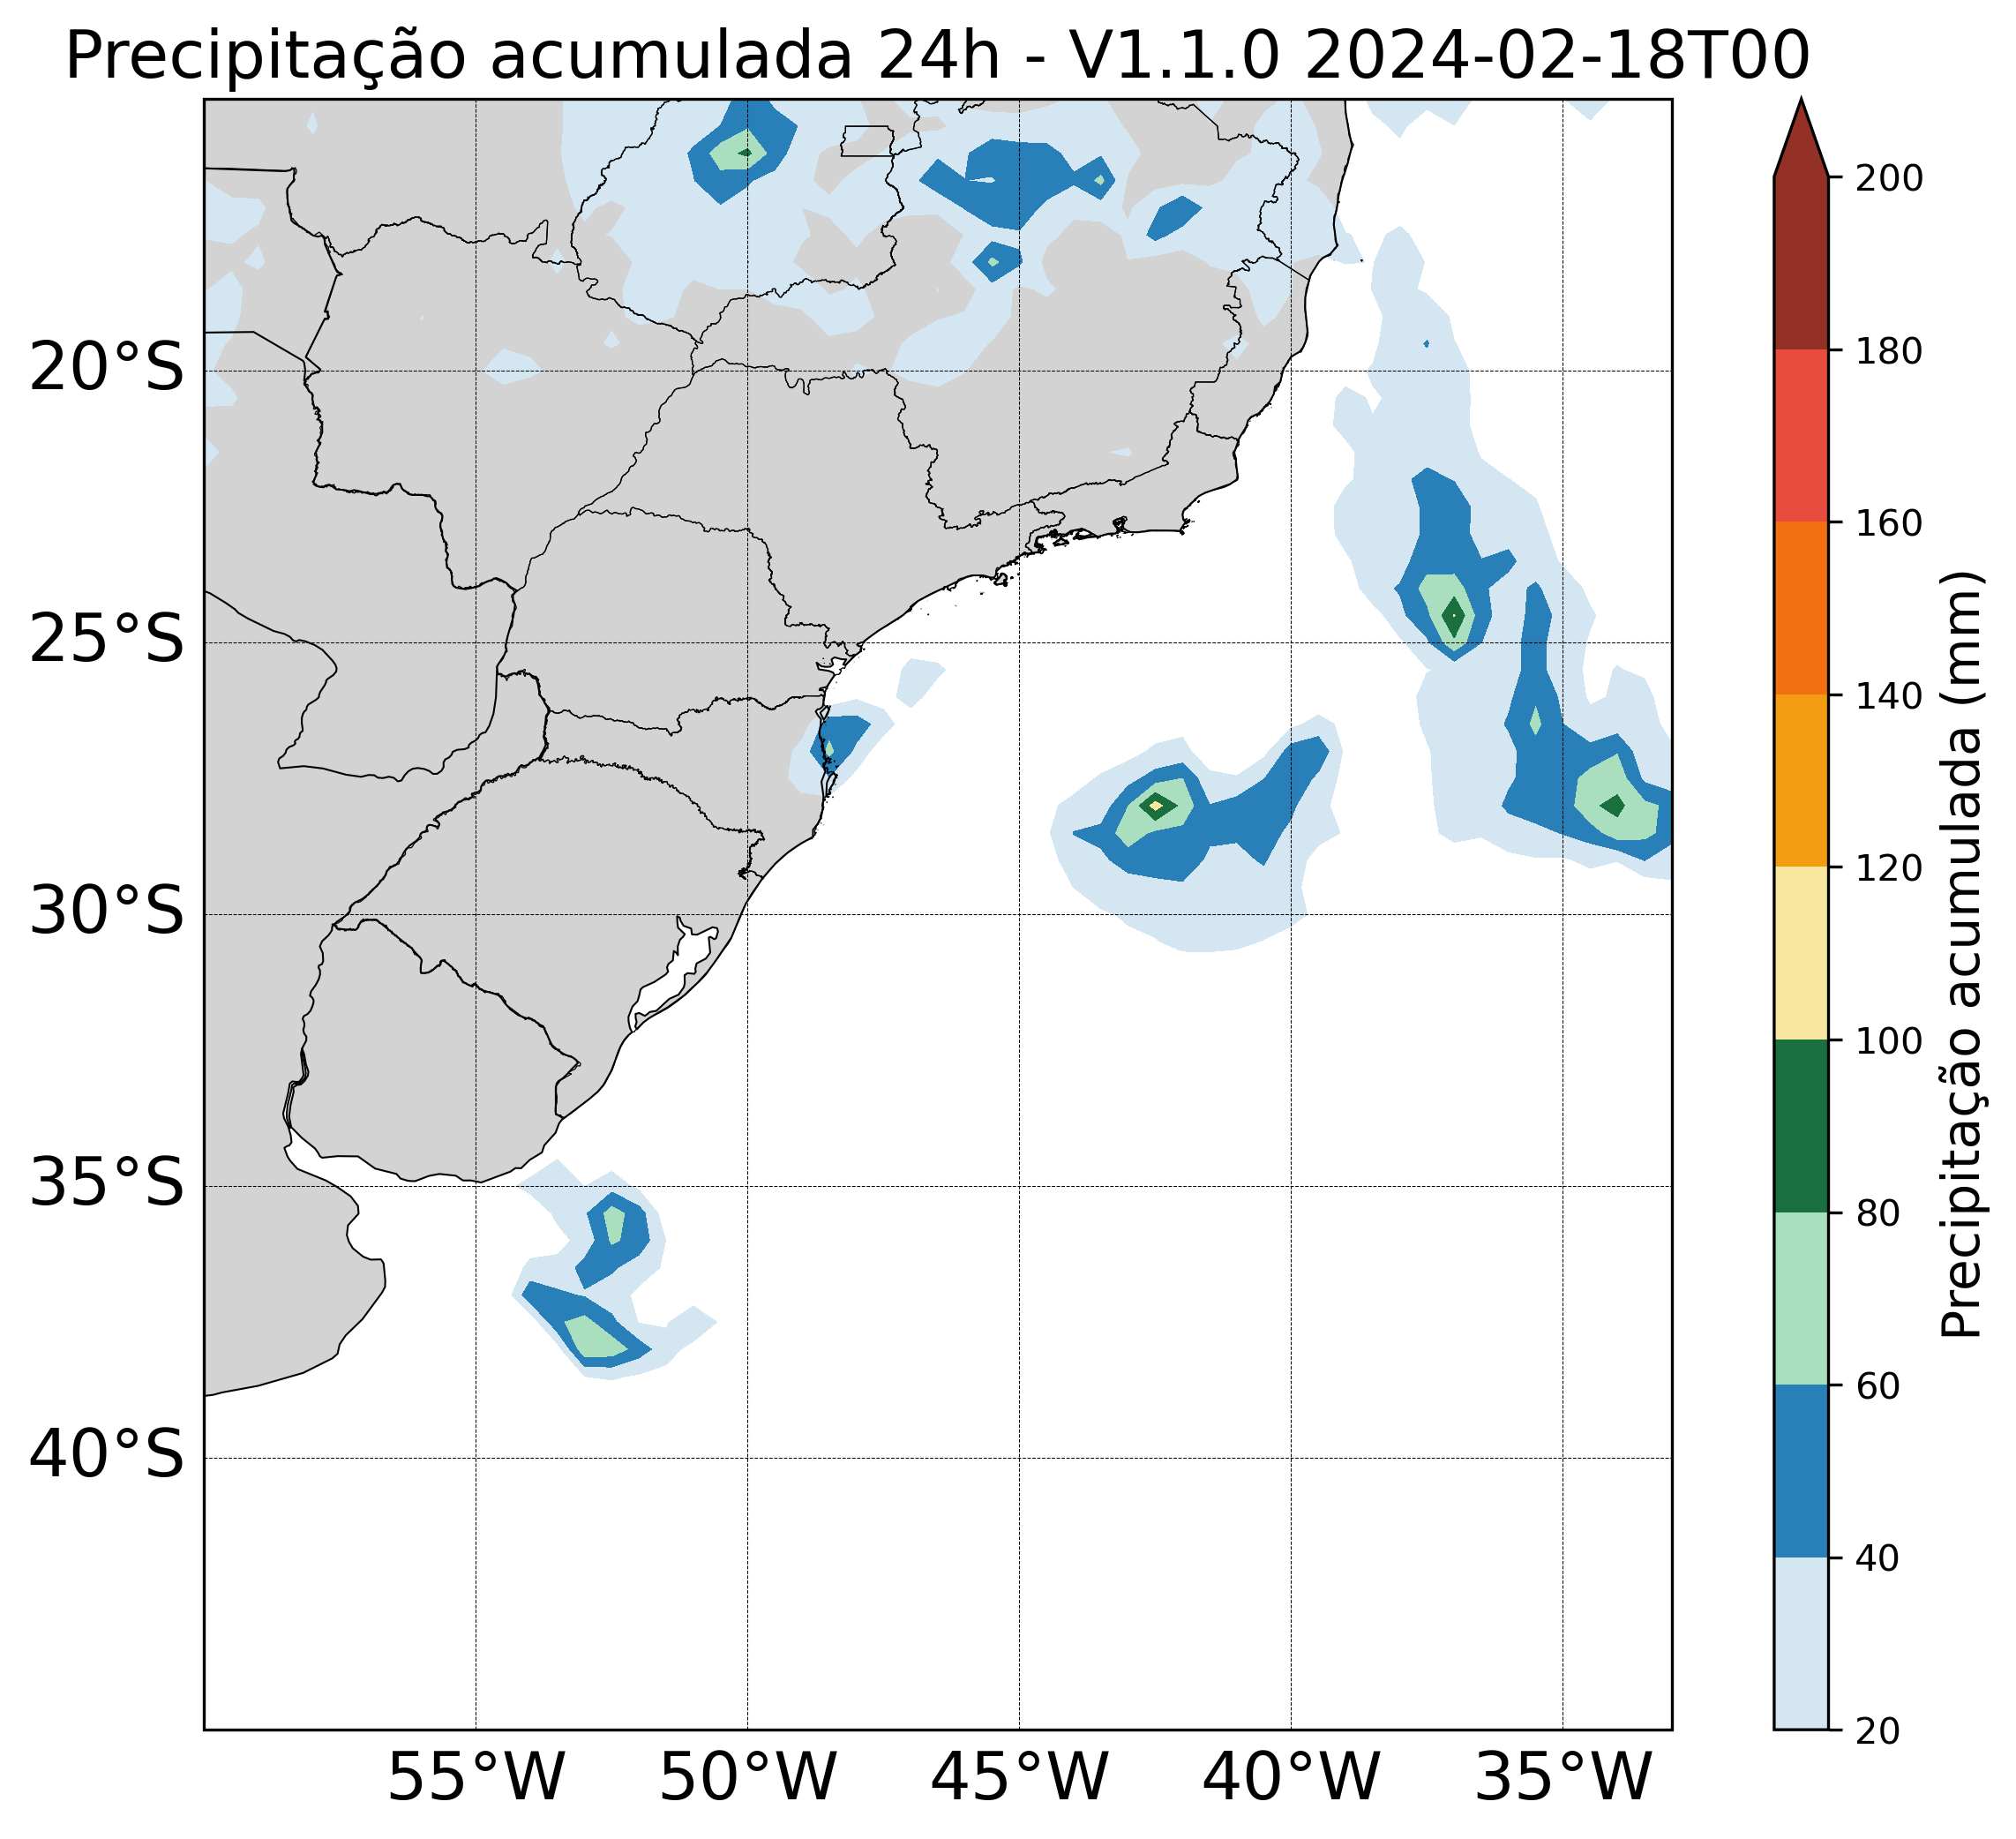 Precipitação acumulada 24h - V1.1.0 2024-02-18T00
20°S
25°S
30°S
35°S
40°S
55°W
50°W
45°W
40°W
35°W
200
180
160
140
120
100
80
60
40
20
Precipitação acumulada (mm)